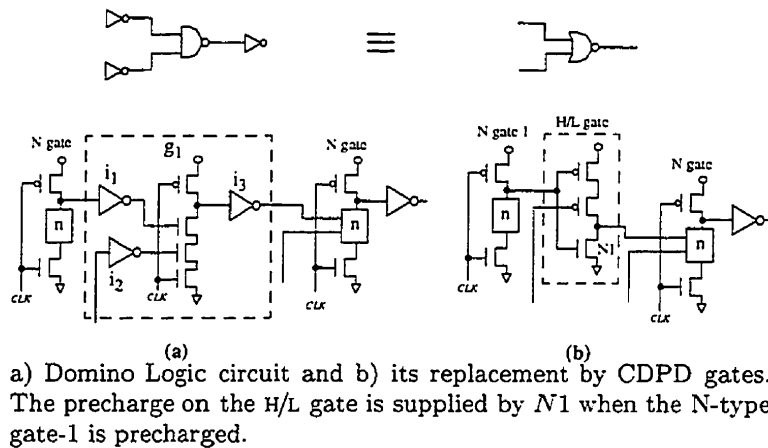 N gate
g1
i1
i3
i2
n
CLK
CLK
N gate
n
CLK
(a)
N gate 1
H/L gate
n
N1
CLK
N gate
n
CLK
(b)
a) Domino Logic circuit and b) its replacement by CDPD gates.
The precharge on the H/L gate is supplied by N1 when the N-type
gate-1 is precharged.